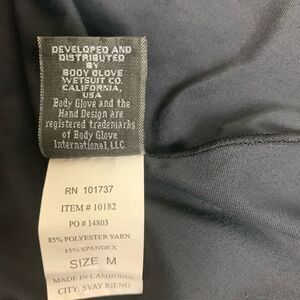 DEVELOPED AND
DISTRIBUTED
BY
BODY GLOVE
WETSUIT CO.
CALIFORNIA,
USA
Body Glove and the
Hand Design are
registered trademarks
of Body Glove
International, LLC.
RN 101737
ITEM # 10182
PO # 14803
85% POLYESTER YARN
15% SPANDEX
SIZE M
MADE IN CAMBODIA
CITY: SVAY RIENG